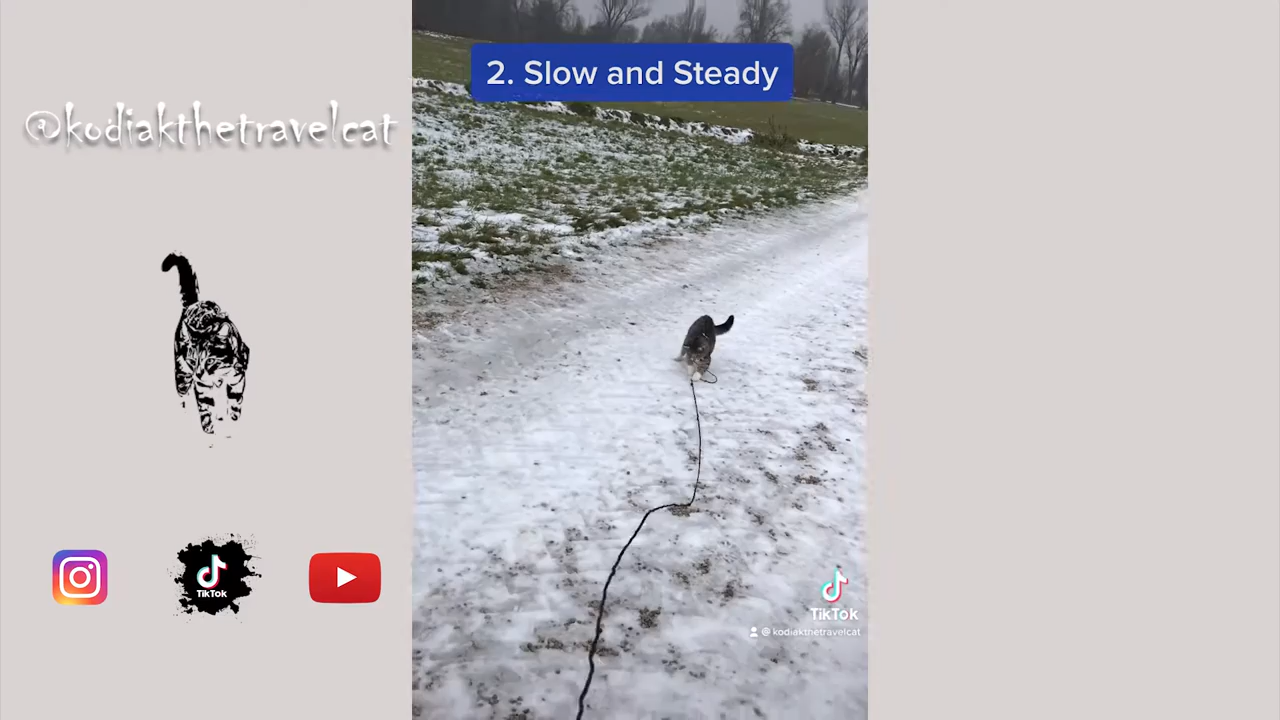 2. Slow and Steady
@kodiakthetravelcat
TikTok
TikTok
@kodiakthetravelcat